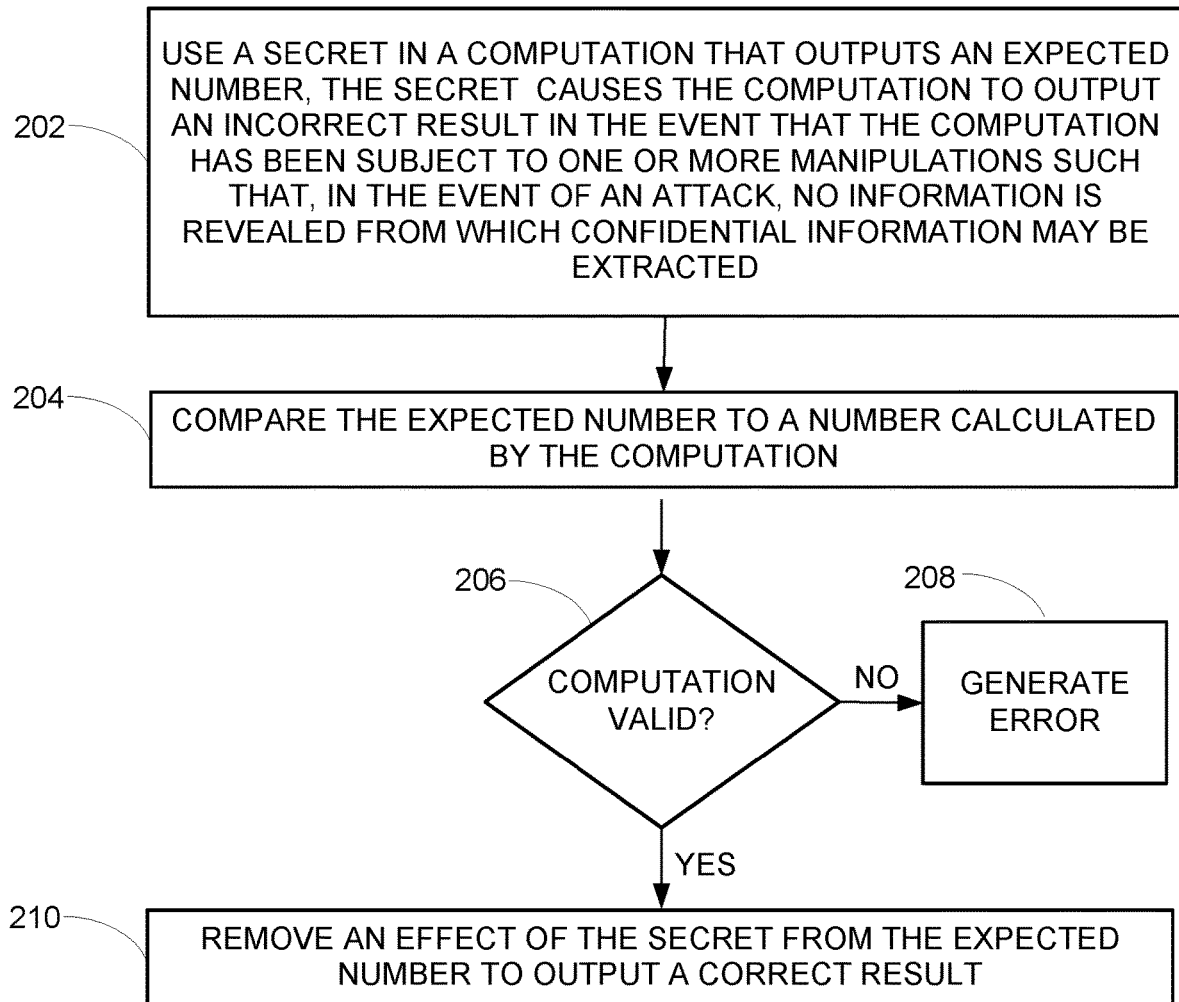 USE A SECRET IN A COMPUTATION THAT OUTPUTS AN EXPECTED
NUMBER, THE SECRET CAUSES THE COMPUTATION TO OUTPUT
AN INCORRECT RESULT IN THE EVENT THAT THE COMPUTATION
HAS BEEN SUBJECT TO ONE OR MORE MANIPULATIONS SUCH
THAT, IN THE EVENT OF AN ATTACK, NO INFORMATION IS
REVEALED FROM WHICH CONFIDENTIAL INFORMATION MAY BE
EXTRACTED
202
204
COMPARE THE EXPECTED NUMBER TO A NUMBER CALCULATED
BY THE COMPUTATION
206
208
COMPUTATION
VALID?
NO
GENERATE
ERROR
YES
210
REMOVE AN EFFECT OF THE SECRET FROM THE EXPECTED
NUMBER TO OUTPUT A CORRECT RESULT